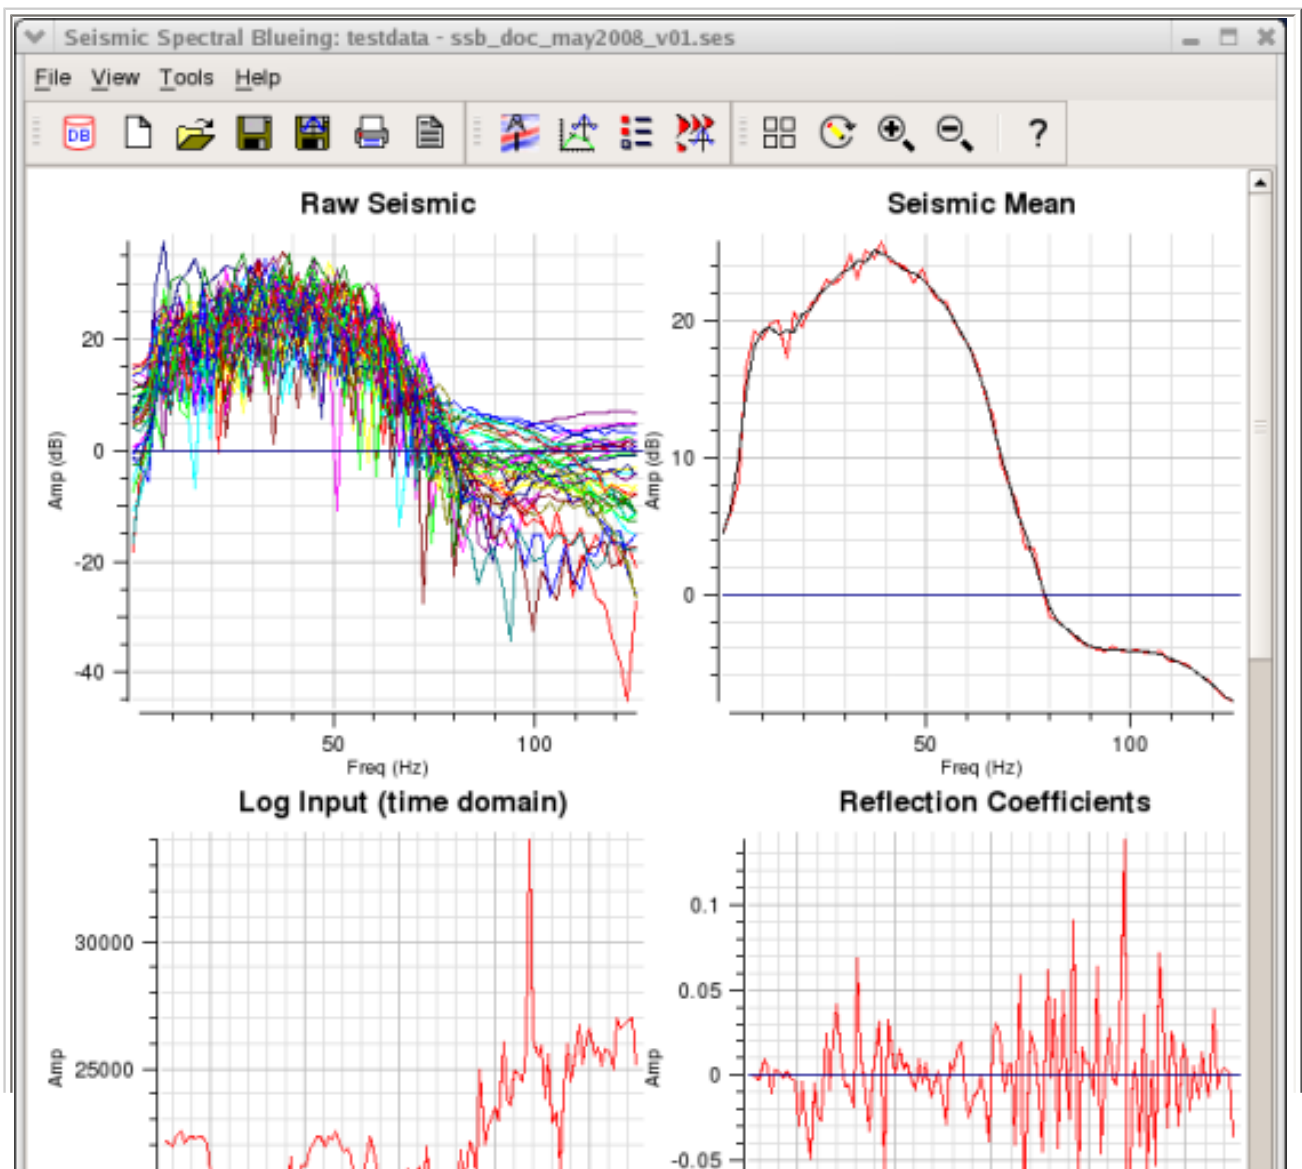 Seismic Spectral Blueing: testdata - ssb_doc_may2008_v01.ses
File View Tools Help
DB ?
Raw Seismic
Seismic Mean
20
0
-20
-40
Amp (dB)
50 100
Freq (Hz)
20
10
0
Amp (dB)
50 100
Freq (Hz)
Log Input (time domain)
Reflection Coefficients
30000
25000
Amp
0.1
0.05
0
-0.05
Amp